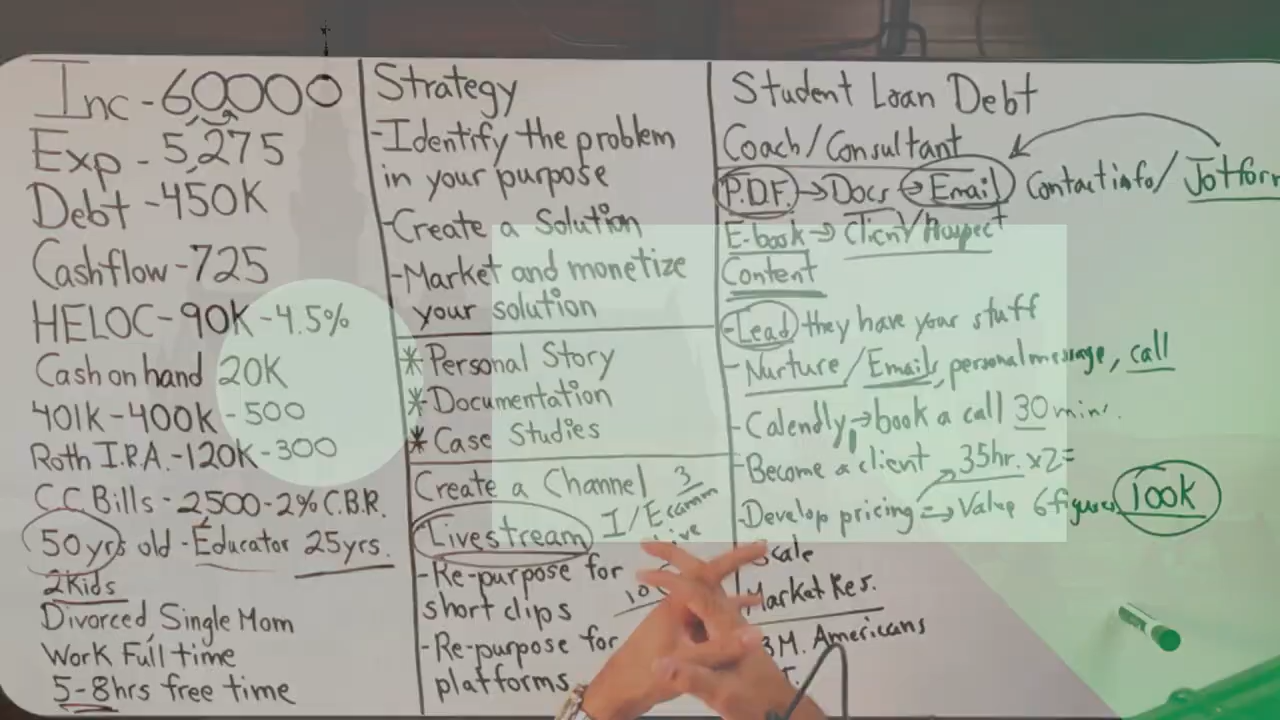 Inc - 60000
Exp - 5,275
Debt - 450K
Cashflow - 725
HELOC - 90K - 4.5%
Cash on hand 20K
401K - 400K - 500
Roth I.R.A. - 120K - 300
C.C. Bills - 2500 - 2% C.B.R.
50 yrs old - Educator 25 yrs.
2 Kids
Divorced Single Mom
Work Full time
5-8hrs free time
Strategy
- Identify the problem
in your purpose
- Create a Solution
- Market and monetize
your solution
* Personal Story
* Documentation
* Case Studies
Create a Channel 3
Livestream I/Ecamm
- Re-purpose for
short clips
- Re-purpose for
platforms
Student Loan Debt
Coach/Consultant
P.D.F. → Docs → Email Contact info/ Jotform
E-book → Client/Prospect
Content
- Lead they have your stuff
- Nurture/Emails, personal message, call
- Calendly → book a call 30 min.
- Become a client 35hr. x2=
- Develop pricing → Value 6 figures 100K
Scale
Market Res.
3M. Americans